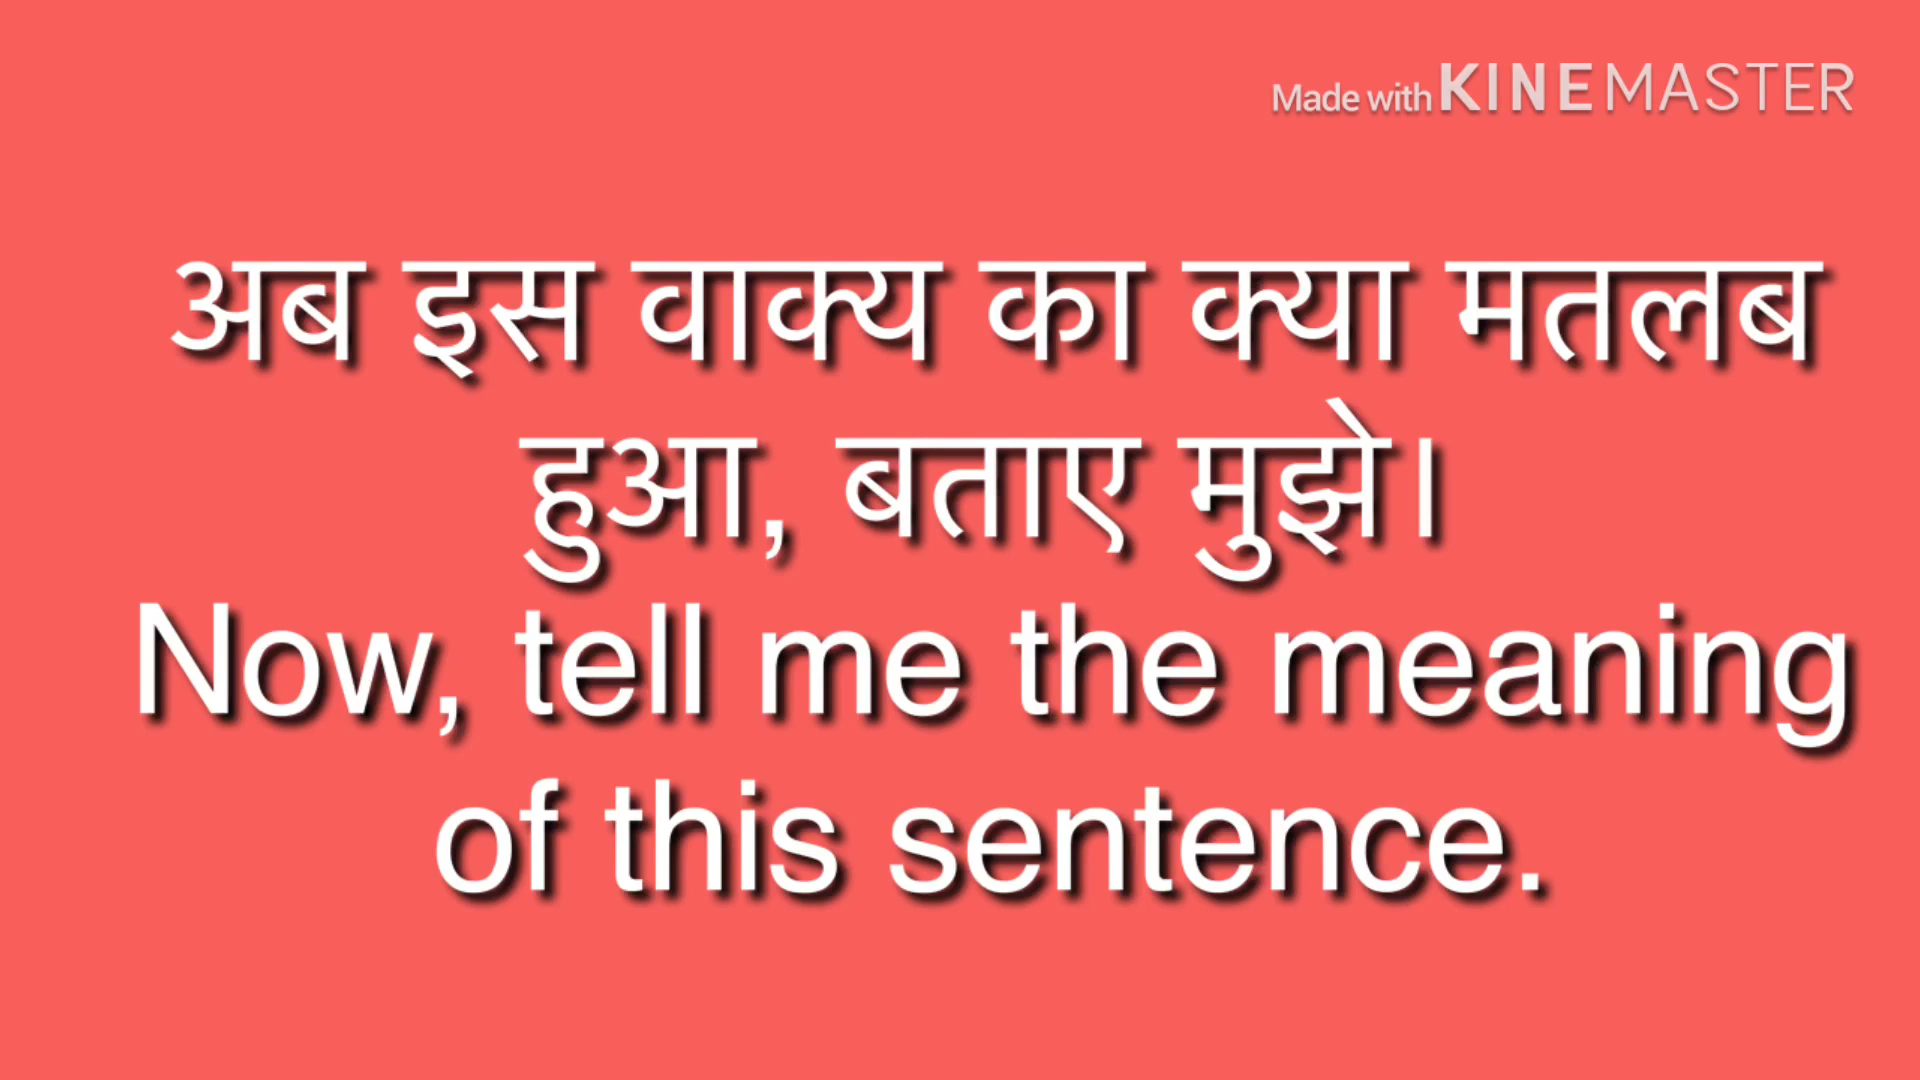 Made with KINEMASTER
अब इस वाक्य का क्या मतलब
हुआ, बताए मुझे।
Now, tell me the meaning
of this sentence.